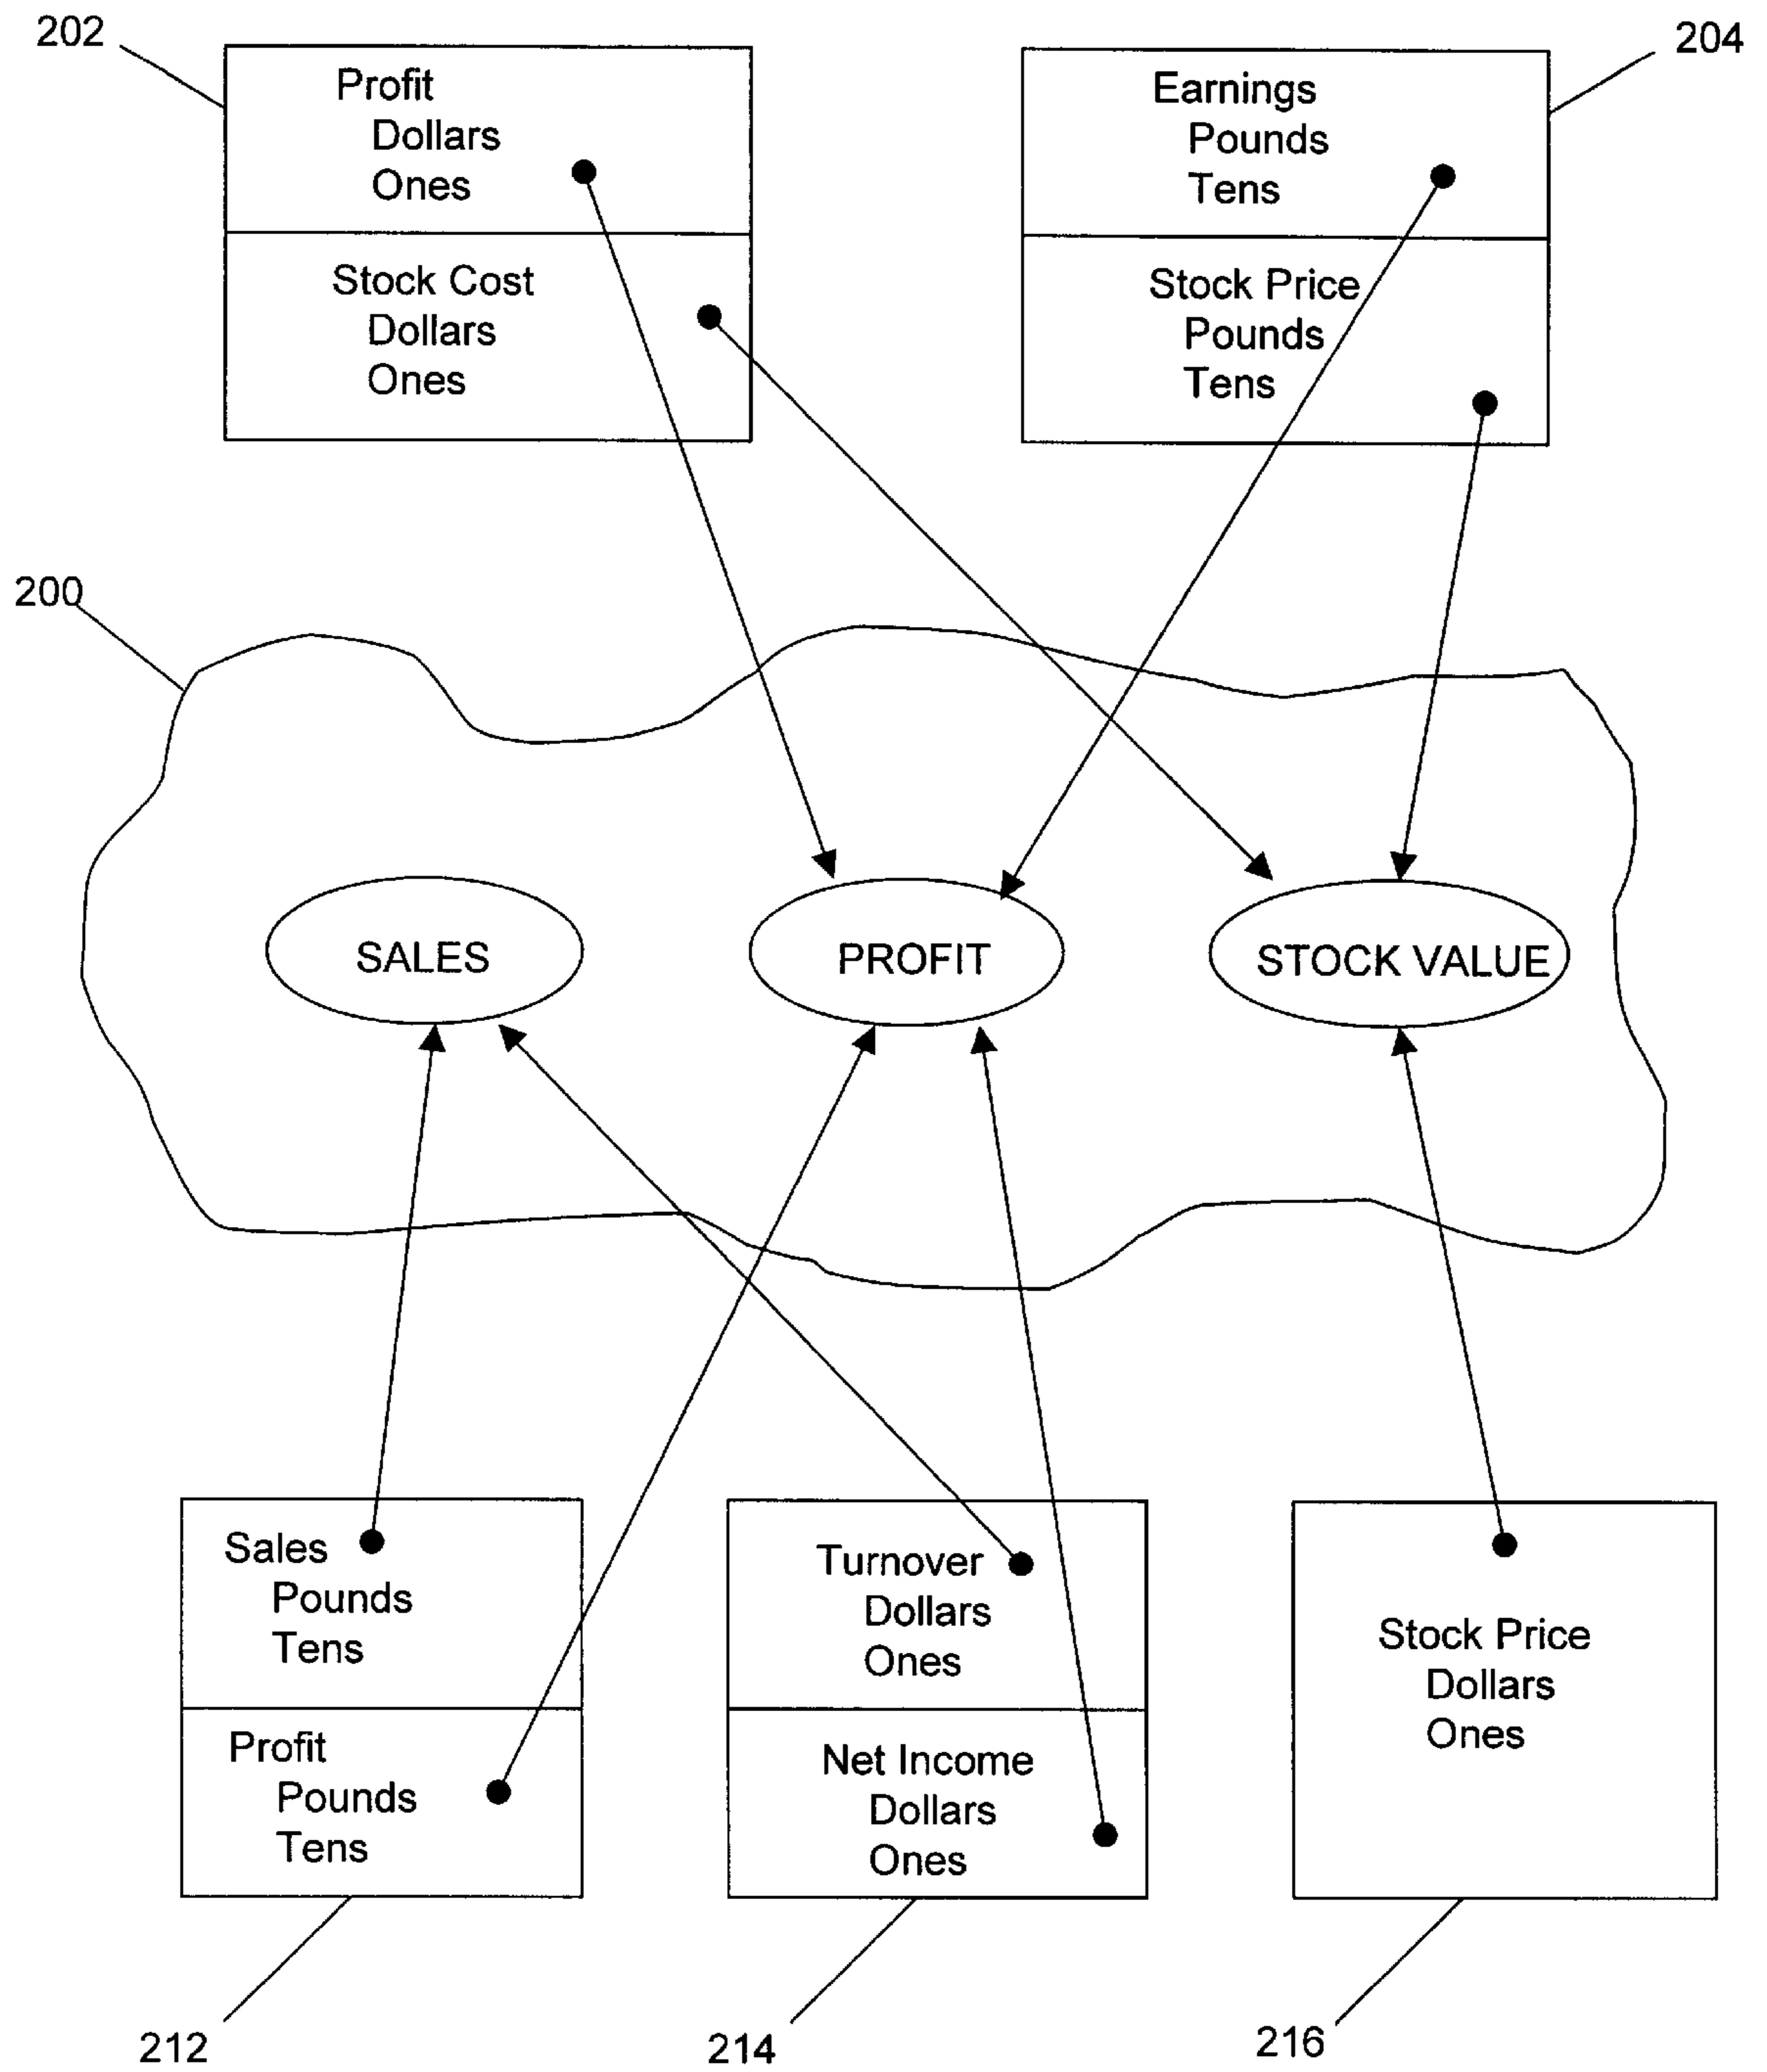 202
204
Profit
Dollars
Ones
Stock Cost
Dollars
Ones
Earnings
Pounds
Tens
Stock Price
Pounds
Tens
200
SALES
PROFIT
STOCK VALUE
Sales
Pounds
Tens
Profit
Pounds
Tens
Turnover
Dollars
Ones
Net Income
Dollars
Ones
Stock Price
Dollars
Ones
212
214
216